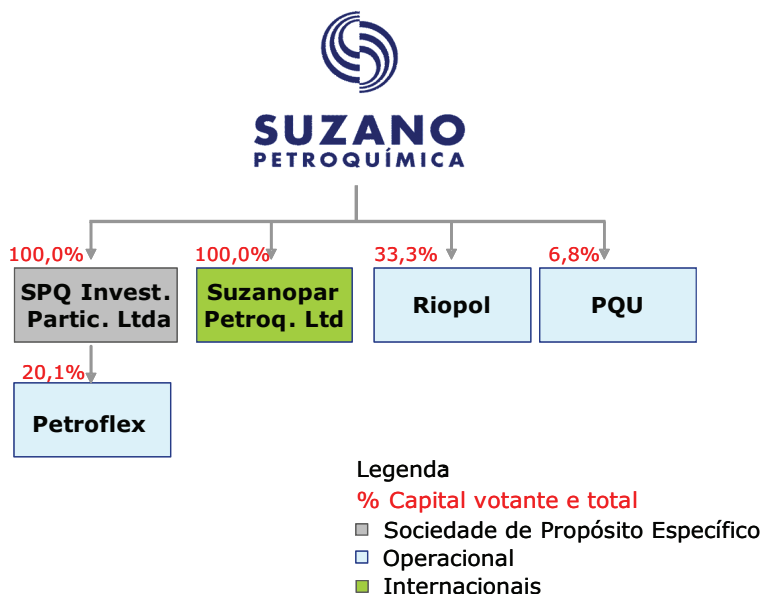 SUZANO
PETROQUÍMICA
100,0%
100,0%
33,3%
6,8%
SPQ Invest.
Partic. Ltda
Suzanopar
Petroq. Ltd
Riopol
PQU
20,1%
Petroflex
Legenda
% Capital votante e total
Sociedade de Propósito Específico
Operacional
Internacionais